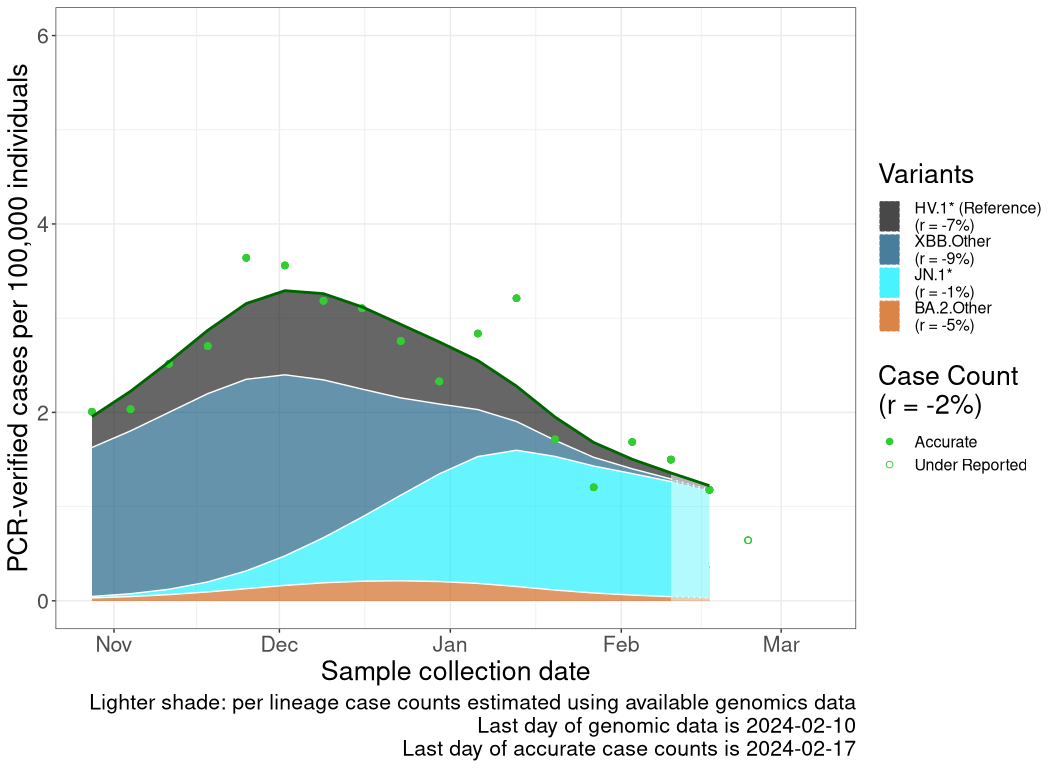 PCR-verified cases per 100,000 individuals
6
4
2
0
Nov
Dec
Jan
Feb
Mar
Sample collection date
Lighter shade: per lineage case counts estimated using available genomics data
Last day of genomic data is 2024-02-10
Last day of accurate case counts is 2024-02-17
Variants
HV.1* (Reference)
(r = -7%)
XBB.Other
(r = -9%)
JN.1*
(r = -1%)
BA.2.Other
(r = -5%)
Case Count
(r = -2%)
Accurate
Under Reported